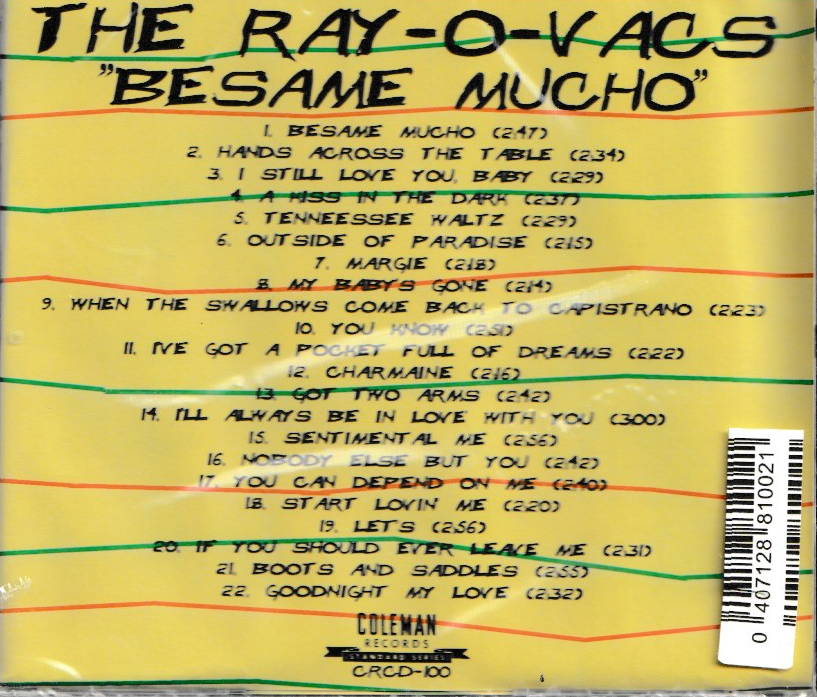 THE RAY-O-VACS
"BESAME MUCHO"
1. BESAME MUCHO (2:47)
2. HANDS ACROSS THE TABLE (2:34)
3. I STILL LOVE YOU, BABY (2:29)
4. A KISS IN THE DARK (2:37)
5. TENNEESSEE WALTZ (2:29)
6. OUTSIDE OF PARADISE (2:15)
7. MARGIE (2:18)
8. MY BABY'S GONE (2:14)
9. WHEN THE SWALLOWS COME BACK TO CAPISTRANO (2:23)
10. YOU KNOW (2:51)
11. I'VE GOT A POCKET FULL OF DREAMS (2:22)
12. CHARMAINE (2:16)
13. GOT TWO ARMS (2:42)
14. I'LL ALWAYS BE IN LOVE WITH YOU (3:00)
15. SENTIMENTAL ME (2:56)
16. NOBODY ELSE BUT YOU (2:42)
17. YOU CAN DEPEND ON ME (2:40)
18. START LOVIN' ME (2:20)
19. LET'S (2:56)
20. IF YOU SHOULD EVER LEAVE ME (2:31)
21. BOOTS AND SADDLES (2:55)
22. GOODNIGHT MY LOVE (2:32)
COLEMAN
RECORDS
STANDARD SERIES
CRCD-100
0 407128 810021